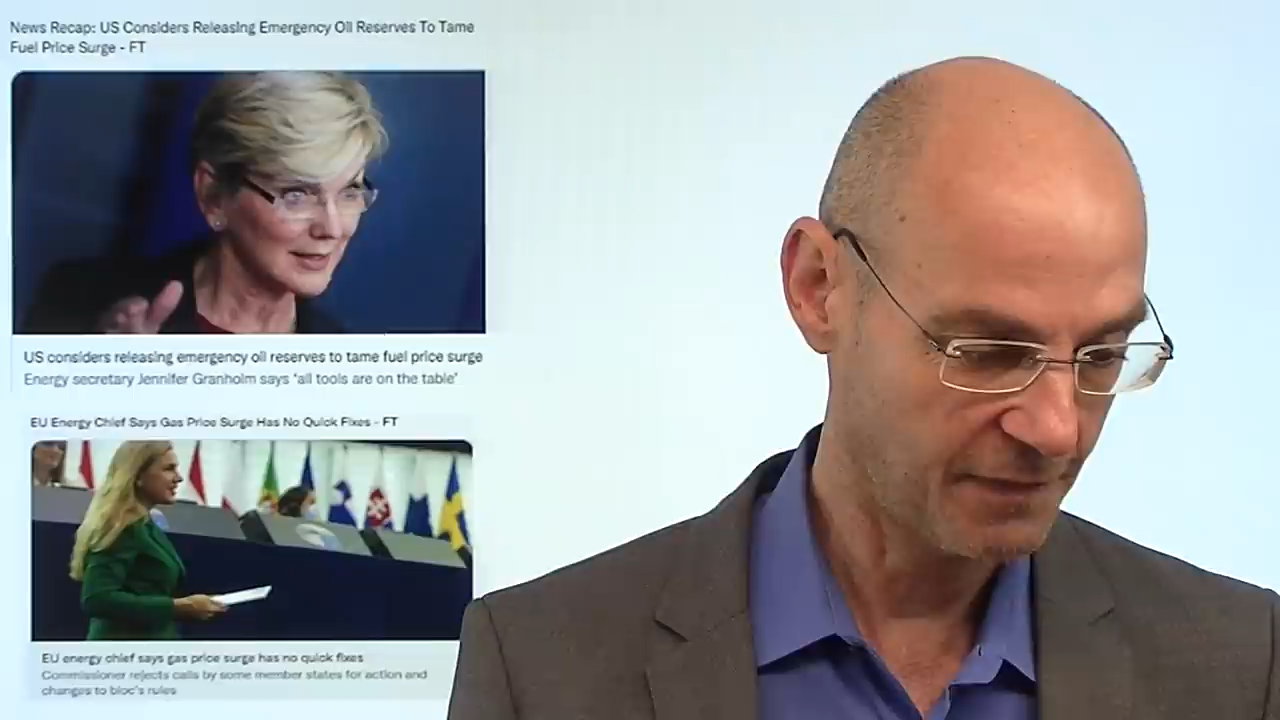 News Recap: US Considers Releasing Emergency Oil Reserves To Tame
Fuel Price Surge - FT
US considers releasing emergency oil reserves to tame fuel price surge
Energy secretary Jennifer Granholm says ‘all tools are on the table’
EU Energy Chief Says Gas Price Surge Has No Quick Fixes - FT
EU energy chief says gas price surge has no quick fixes
Commissioner rejects calls by some member states for action and
changes to bloc's rules